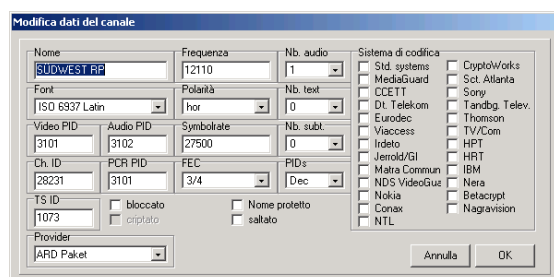 Modifica dati del canale
Nome
SÜDWEST RP
Frequenza
12110
Nb. audio
1
Font
ISO 6937 Latin
Polarità
hor
Nb. text
0
Video PID
3101
Audio PID
3102
Symbolrate
27500
Nb. subt.
0
Ch. ID
28231
PCR PID
3101
FEC
3/4
PIDs
Dec
TS ID
1073
bloccato
criptato
Nome protetto
saltato
Provider
ARD Paket
Sistema di codifica
Std. systems
MediaGuard
CCETT
Dt. Telekom
Eurodec
Viaccess
Irdeto
Jerrold/GI
Matra Commun
NDS VideoGua
Nokia
Conax
NTL
CryptoWorks
Sct. Atlanta
Sony
Tandbg. Telev.
Thomson
TV/Com
HPT
HRT
IBM
Nera
Betacrypt
Nagravision
Annulla
OK